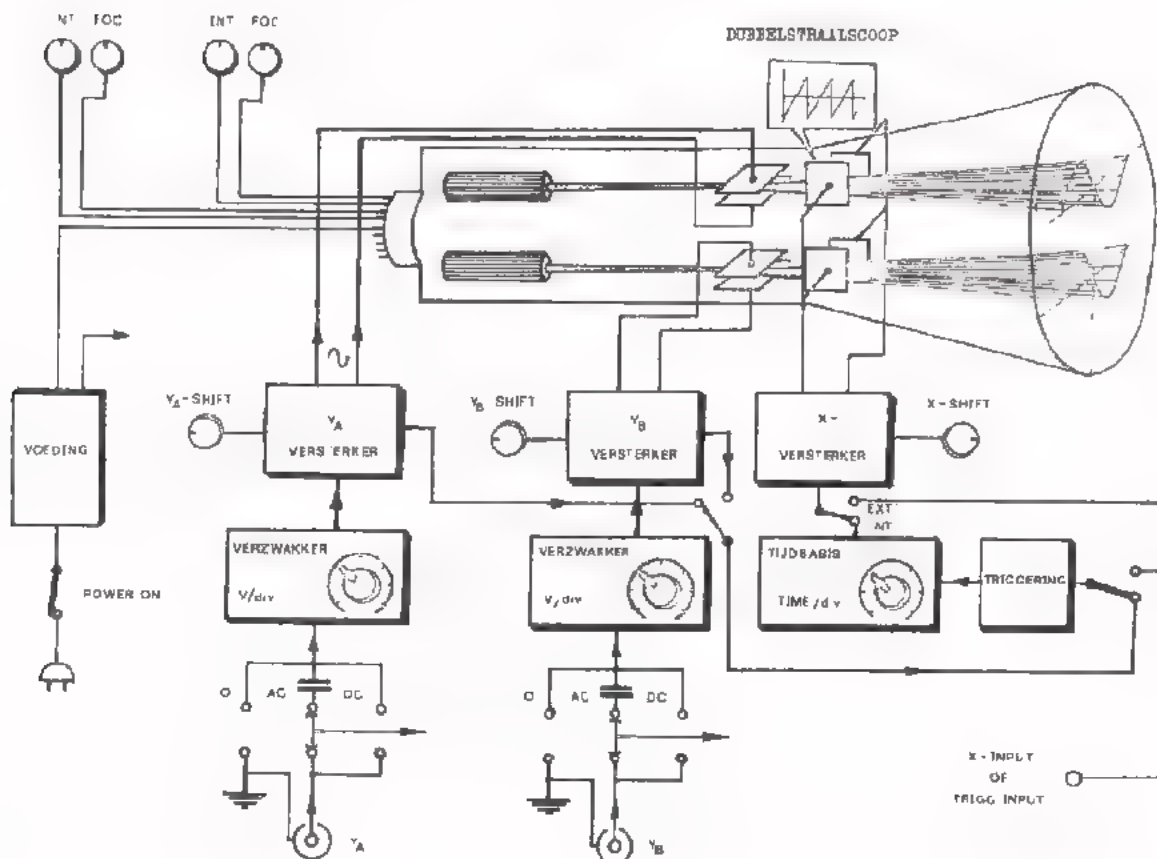 NT FOC INT FOC
DUBBELSTRAALSCOOP
VOEDING
POWER ON
YA-SHIFT
YA
VERSTERKER
YB SHIFT
YB
VERSTERKER
X-
VERSTERKER
X-SHIFT
EXT
NT
VERZWAKKER
V/div
VERZWAKKER
V/div
TIJDBASIS
TIME/div
TRIGGERING
O AC DC
O AC DC
YA
YB
X-INPUT
OF
TRIGG INPUT